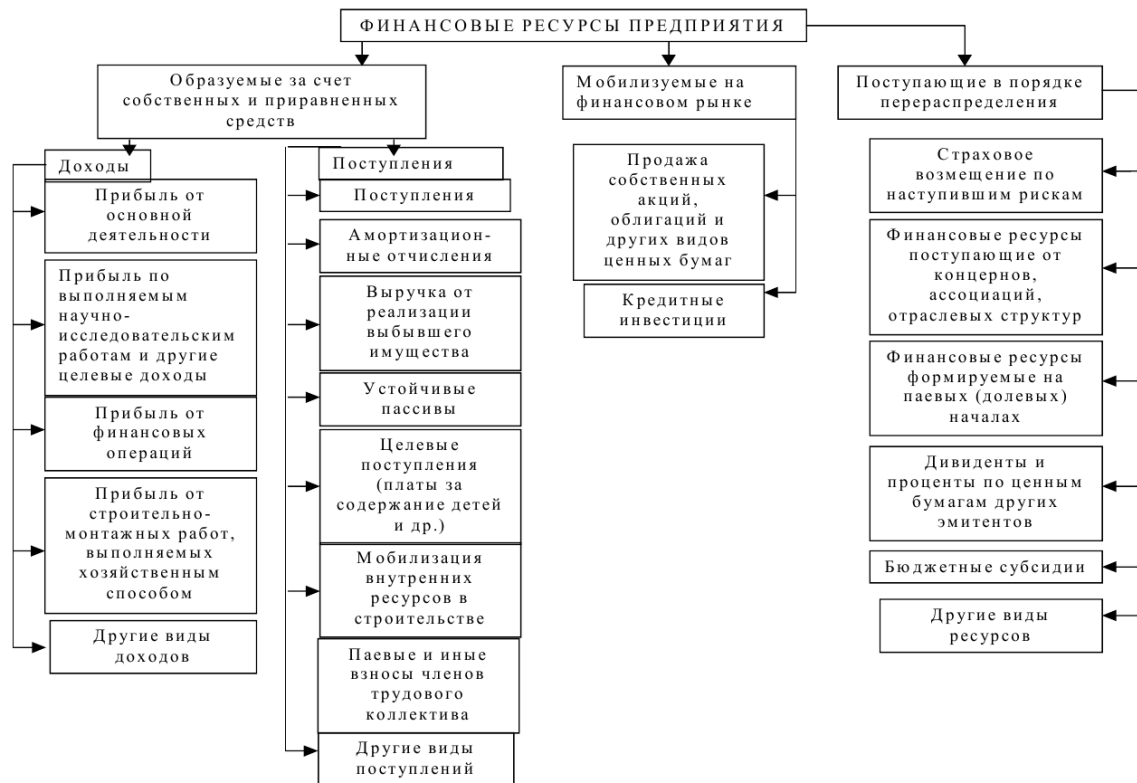 ФИНАНСОВЫЕ РЕСУРСЫ ПРЕДПРИЯТИЯ
Образуемые за счет
собственных и приравненных
средств
Мобилизуемые на
финансовом рынке
Поступающие в порядке
перераспределения
Доходы
Прибыль от
основной
деятельности
Прибыль по
выполняемым
научно-
исследовательским
работам и другие
целевые доходы
Прибыль от
финансовых
операций
Прибыль от
строительно-
монтажных работ,
выполняемых
хозяйственным
способом
Другие виды
доходов
Поступления
Поступления
Амортизацион-
ные отчисления
Выручка от
реализации
выбывшего
имущества
Устойчивые
пассивы
Целевые
поступления
(платы за
содержание детей
и др.)
Мобилизация
внутренних
ресурсов в
строительстве
Паевые и иные
взносы членов
трудового
коллектива
Другие виды
поступлений
Продажа
собственных
акций,
облигаций и
других видов
ценных бумаг
Кредитные
инвестиции
Страховое
возмещение по
наступившим рискам
Финансовые ресурсы
поступающие от
концернов,
ассоциаций,
отраслевых структур
Финансовые ресурсы
формируемые на
паевых (долевых)
началах
Дивиденты и
проценты по ценным
бумагам других
эмитентов
Бюджетные субсидии
Другие виды
ресурсов